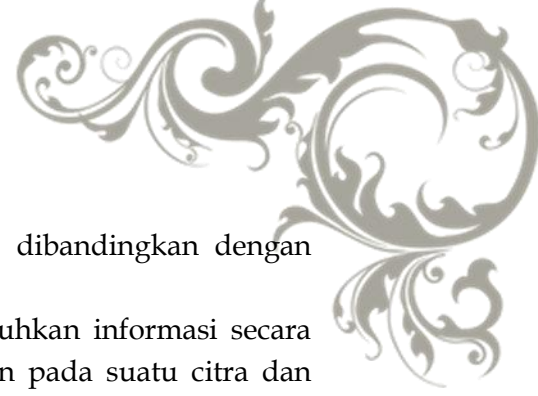 dibandingkan dengan
uhkan informasi secara
n pada suatu citra dan